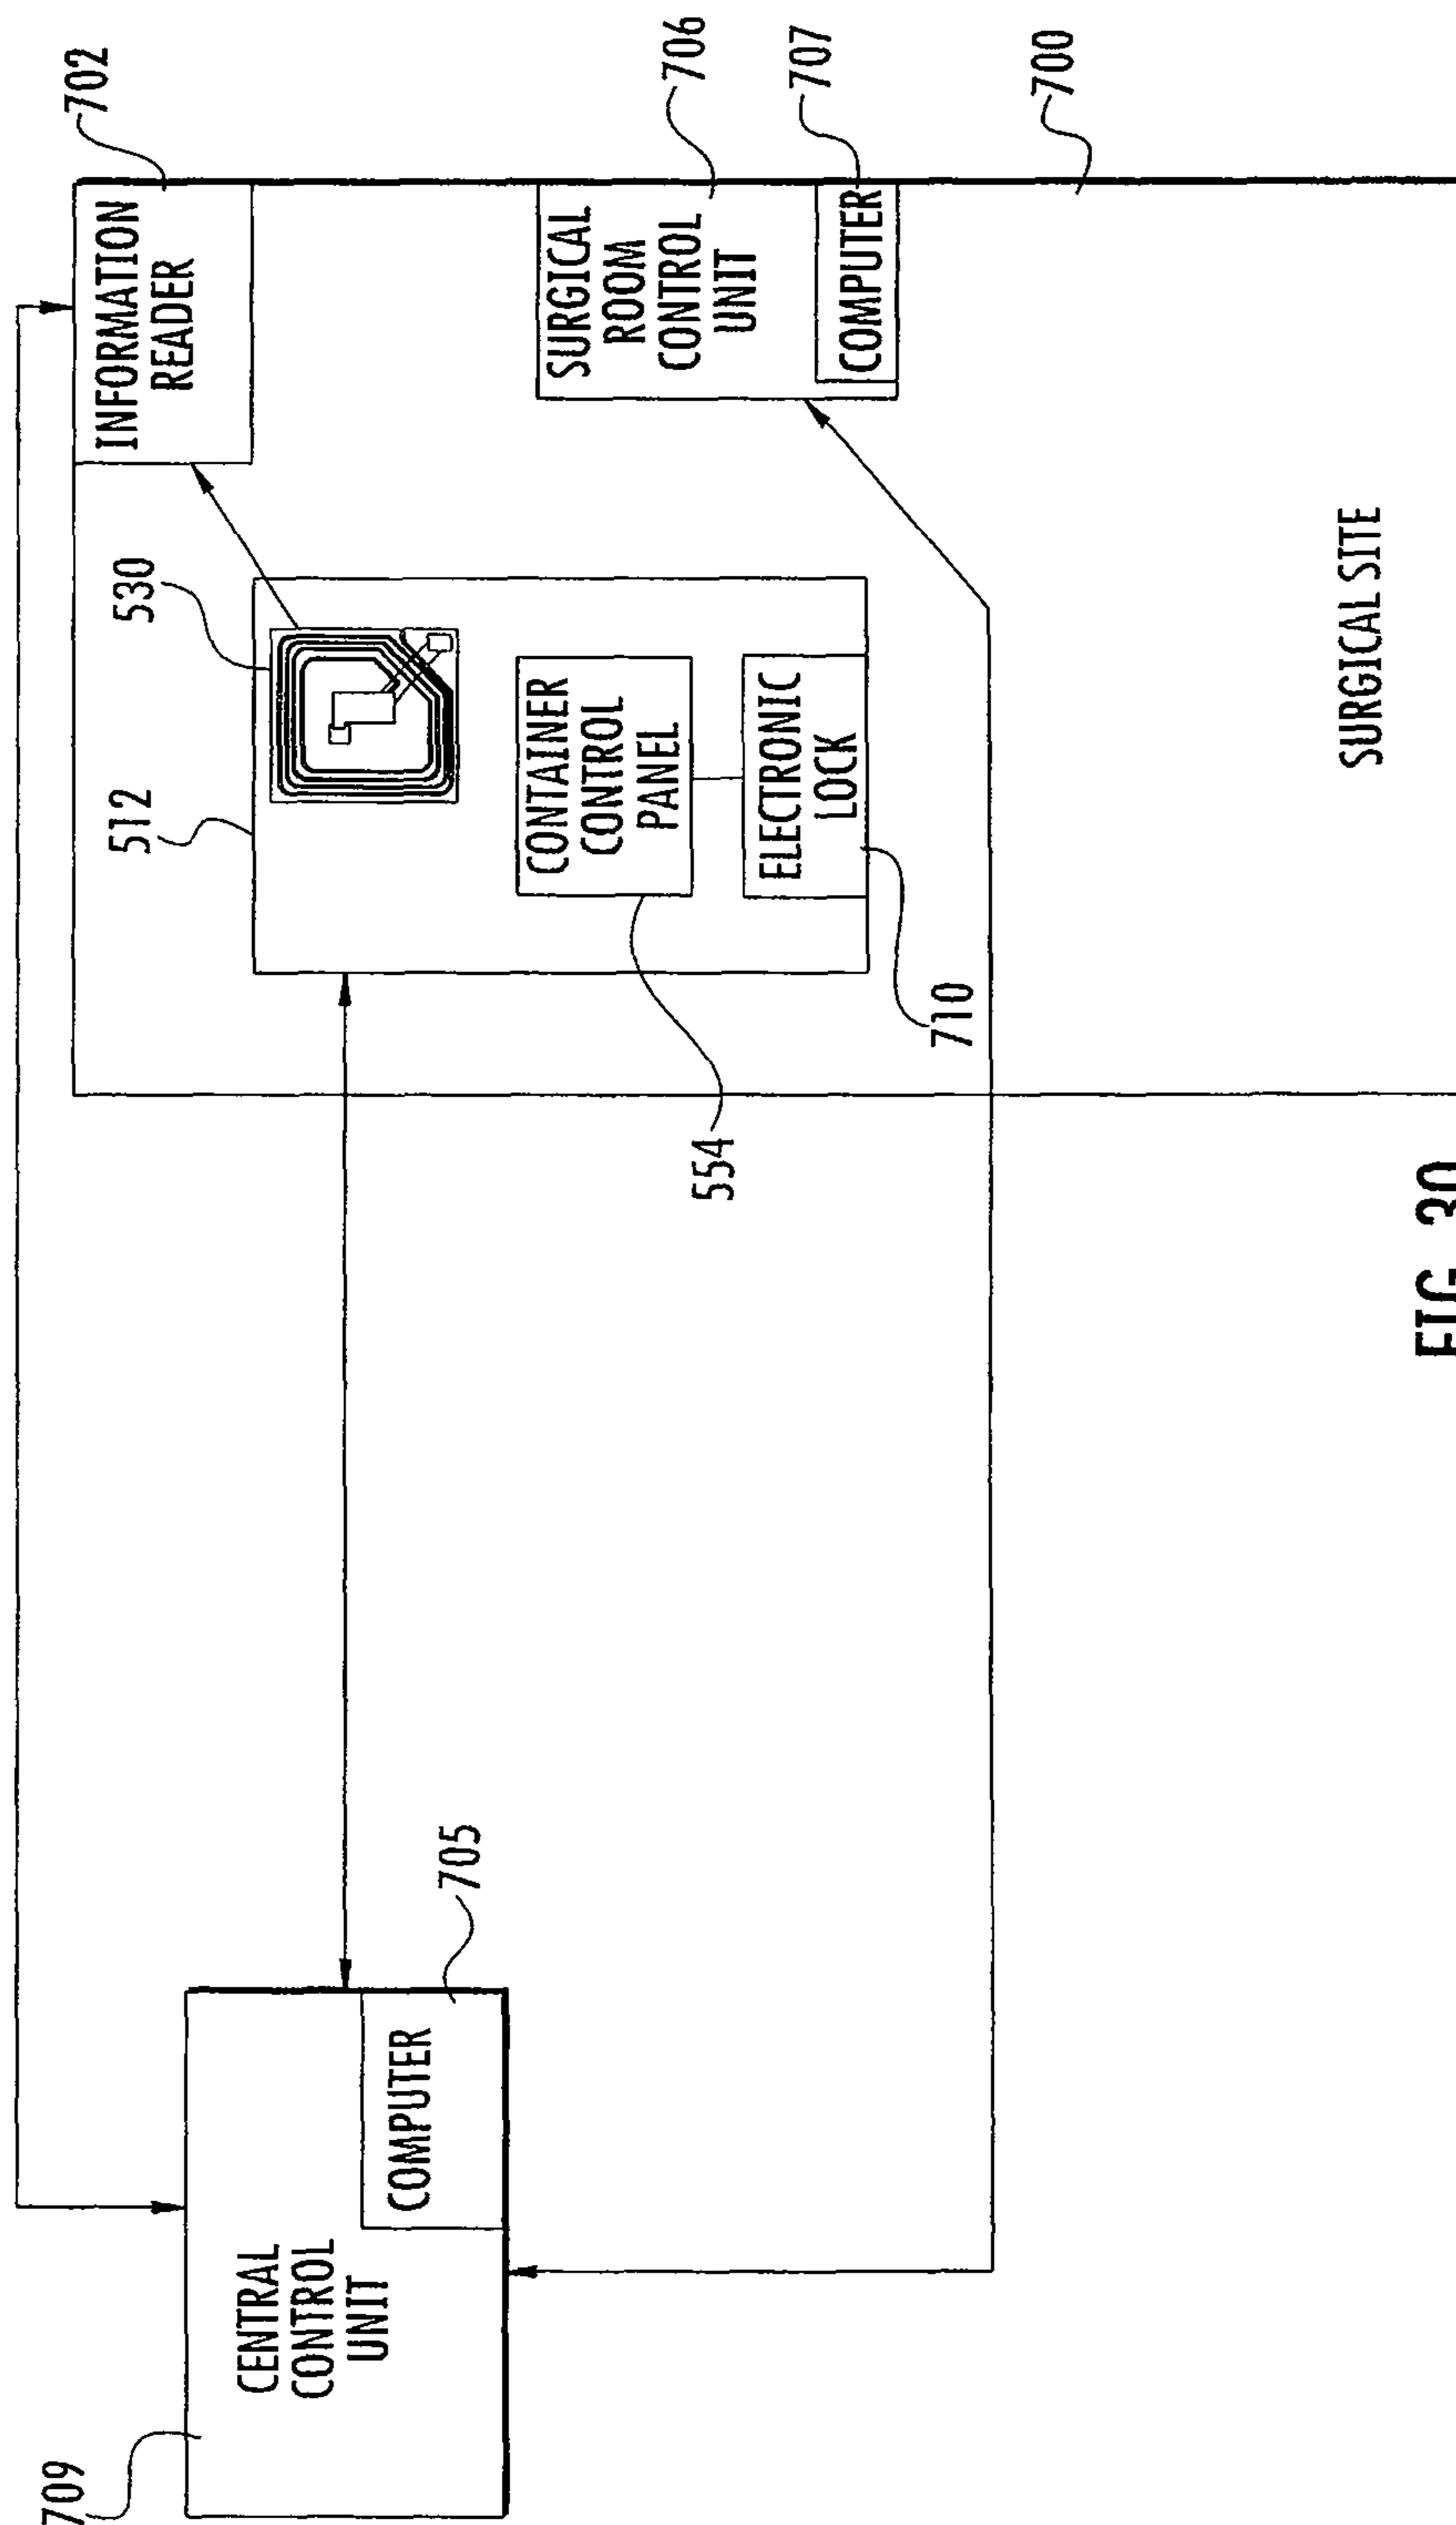 709
702
INFORMATION
READER
512
530
CENTRAL
CONTROL
UNIT
COMPUTER
705
CONTAINER
CONTROL
PANEL
554
SURGICAL
ROOM
CONTROL
UNIT
706
ELECTRONIC
LOCK
710
COMPUTER
707
700
SURGICAL SITE
FIG